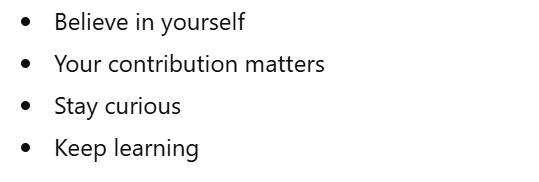 • Believe in yourself
• Your contribution matters
• Stay curious
• Keep learning